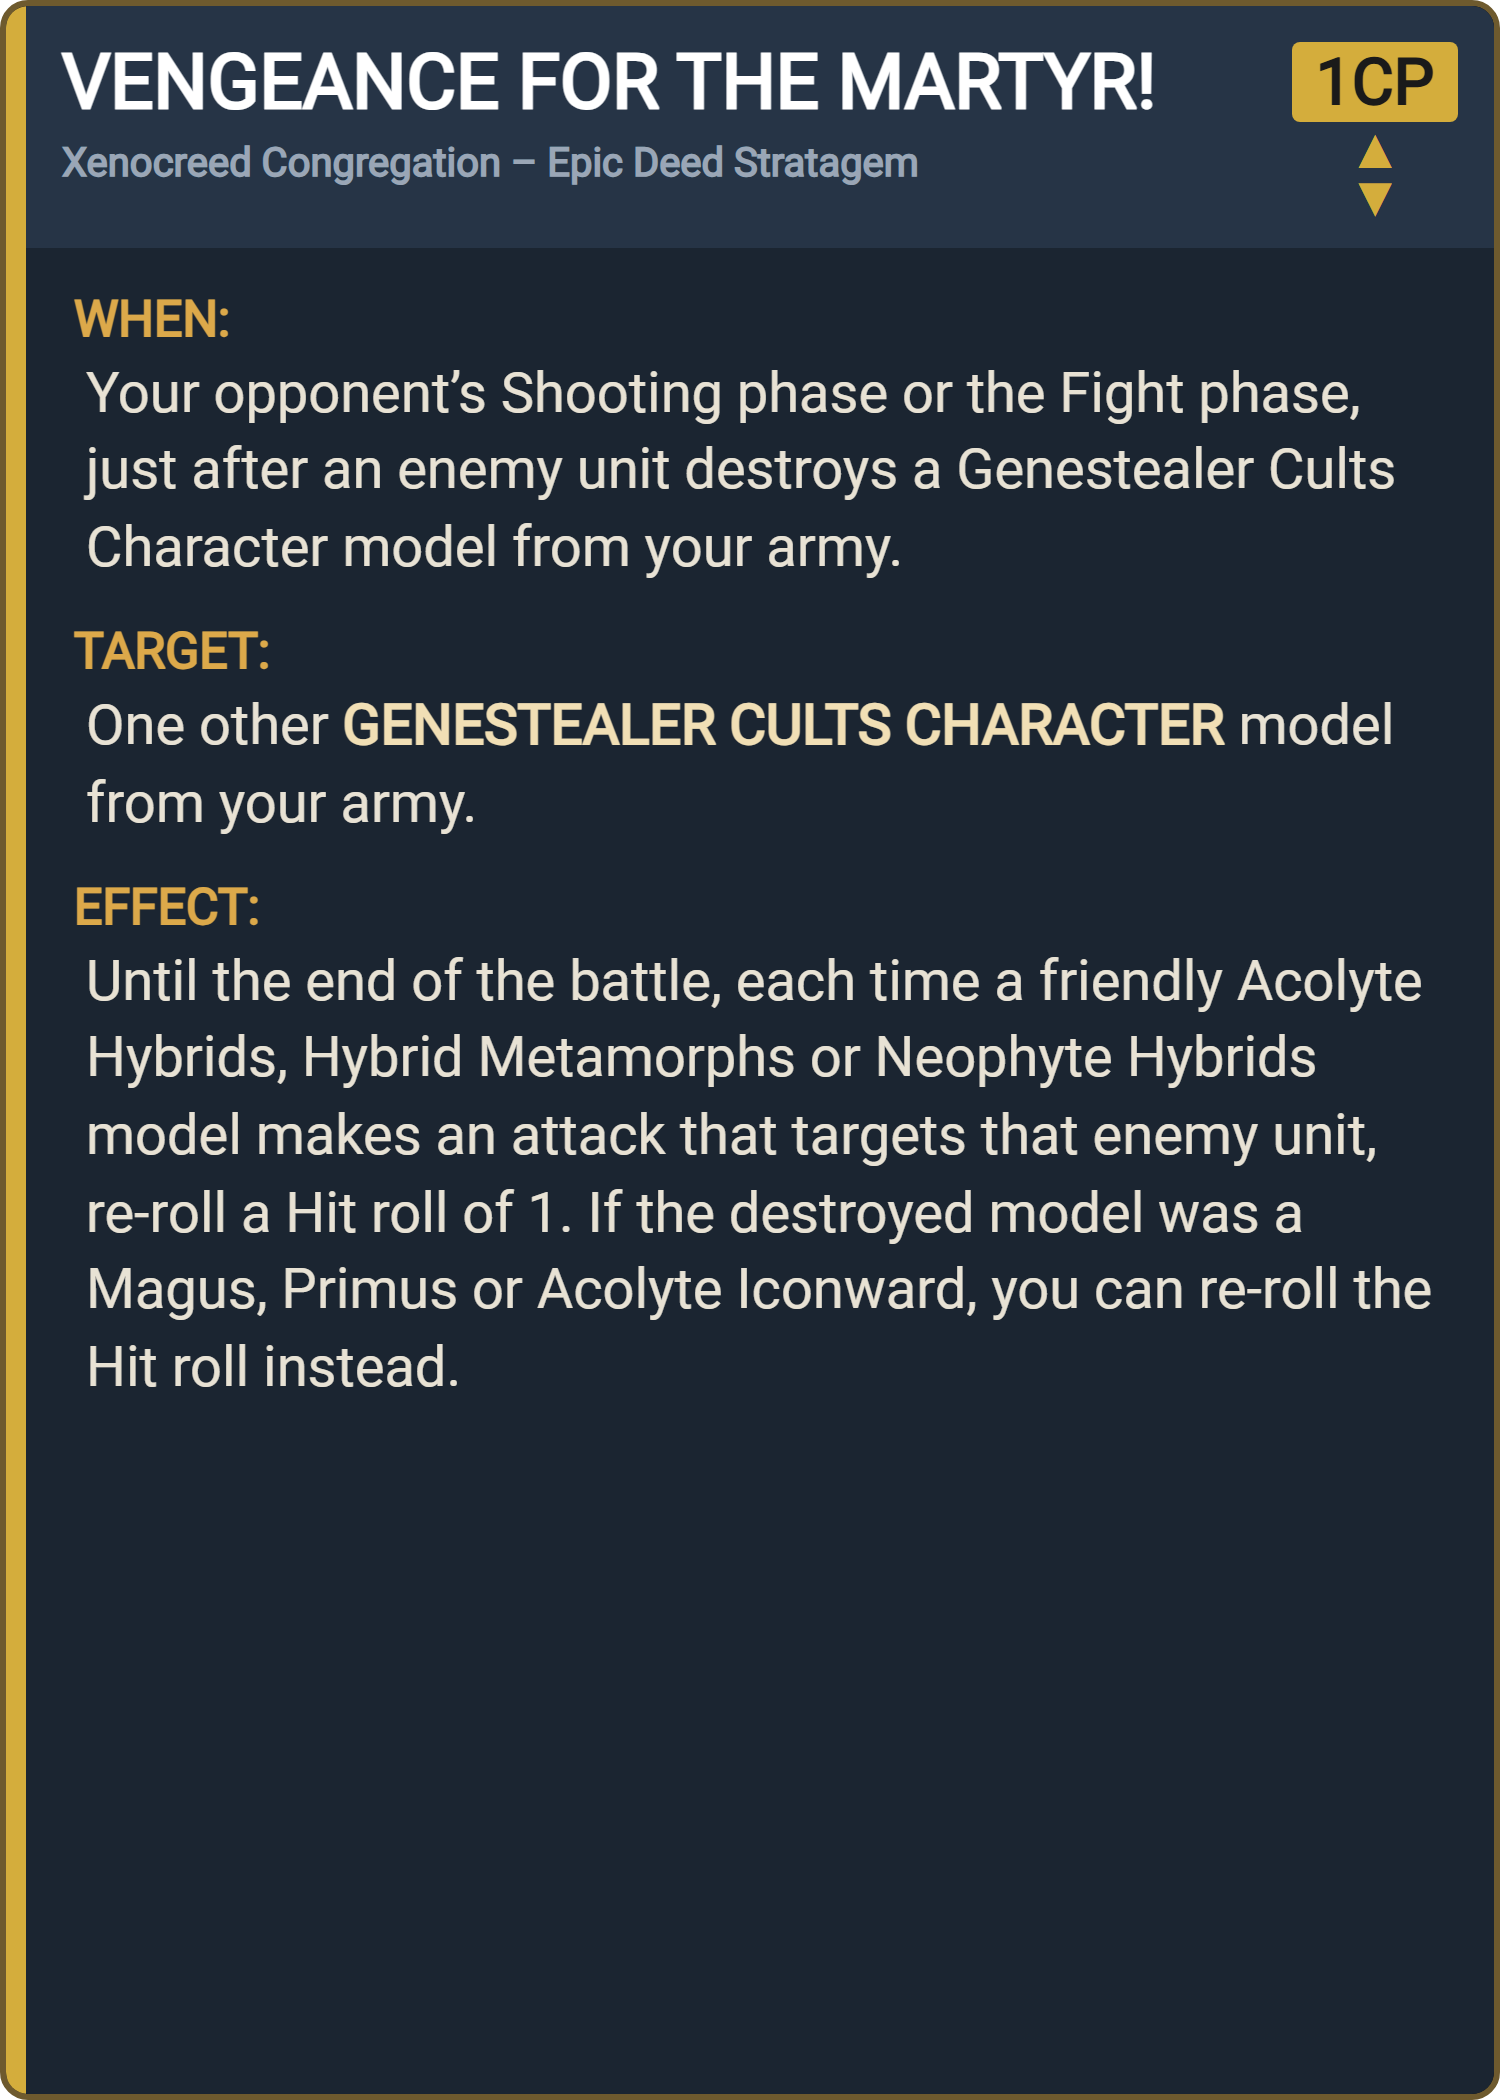 VENGEANCE FOR THE MARTYR!
1CP
Xenocreed Congregation – Epic Deed Stratagem
WHEN:
Your opponent’s Shooting phase or the Fight phase,
just after an enemy unit destroys a Genestealer Cults
Character model from your army.
TARGET:
One other GENESTEALER CULTS CHARACTER model
from your army.
EFFECT:
Until the end of the battle, each time a friendly Acolyte
Hybrids, Hybrid Metamorphs or Neophyte Hybrids
model makes an attack that targets that enemy unit,
re-roll a Hit roll of 1. If the destroyed model was a
Magus, Primus or Acolyte Iconward, you can re-roll the
Hit roll instead.